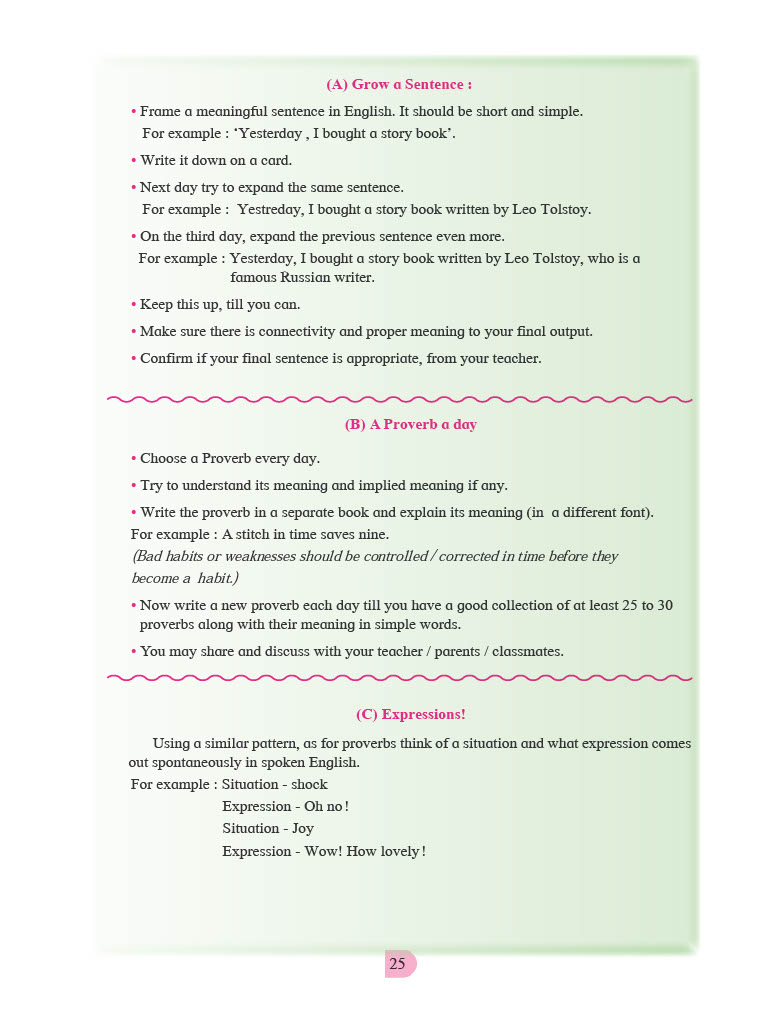 (A) Grow a Sentence :
• Frame a meaningful sentence in English. It should be short and simple.
For example : ‘Yesterday , I bought a story book’.
• Write it down on a card.
• Next day try to expand the same sentence.
For example : Yestreday, I bought a story book written by Leo Tolstoy.
• On the third day, expand the previous sentence even more.
For example : Yesterday, I bought a story book written by Leo Tolstoy, who is a
famous Russian writer.
• Keep this up, till you can.
• Make sure there is connectivity and proper meaning to your final output.
• Confirm if your final sentence is appropriate, from your teacher.
(B) A Proverb a day
• Choose a Proverb every day.
• Try to understand its meaning and implied meaning if any.
• Write the proverb in a separate book and explain its meaning (in a different font).
For example : A stitch in time saves nine.
(Bad habits or weaknesses should be controlled / corrected in time before they
become a habit.)
• Now write a new proverb each day till you have a good collection of at least 25 to 30
proverbs along with their meaning in simple words.
• You may share and discuss with your teacher / parents / classmates.
(C) Expressions!
Using a similar pattern, as for proverbs think of a situation and what expression comes
out spontaneously in spoken English.
For example : Situation - shock
Expression - Oh no!
Situation - Joy
Expression - Wow! How lovely!
25